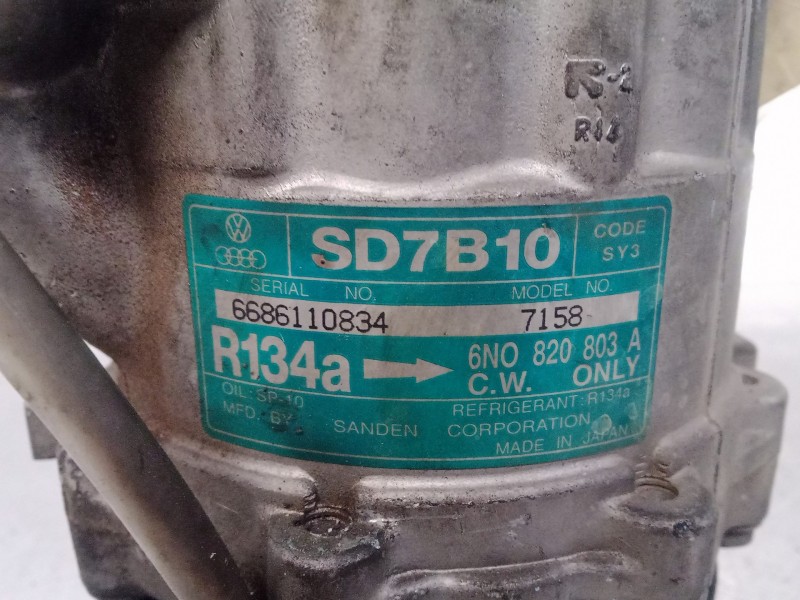 R-2
R14
SD7B10
CODE
SY3
SERIAL NO.
MODEL NO.
6686110834
7158
R134a
6N0 820 803 A
C.W. ONLY
OIL: SP-10
REFRIGERANT: R134a
MFD. BY
SANDEN CORPORATION
MADE IN JAPAN